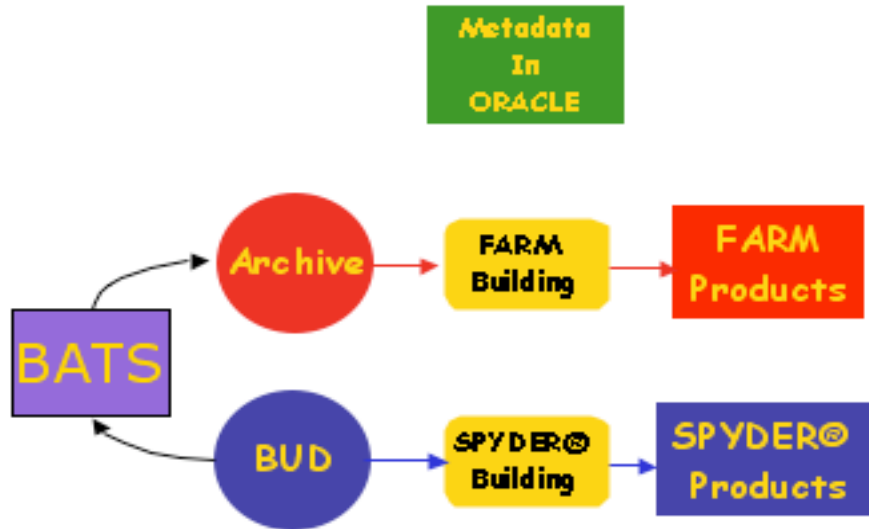 Metadata
In
ORACLE
Archive
FARM
Building
FARM
Products
BATS
BUD
SPYDER®
Building
SPYDER®
Products